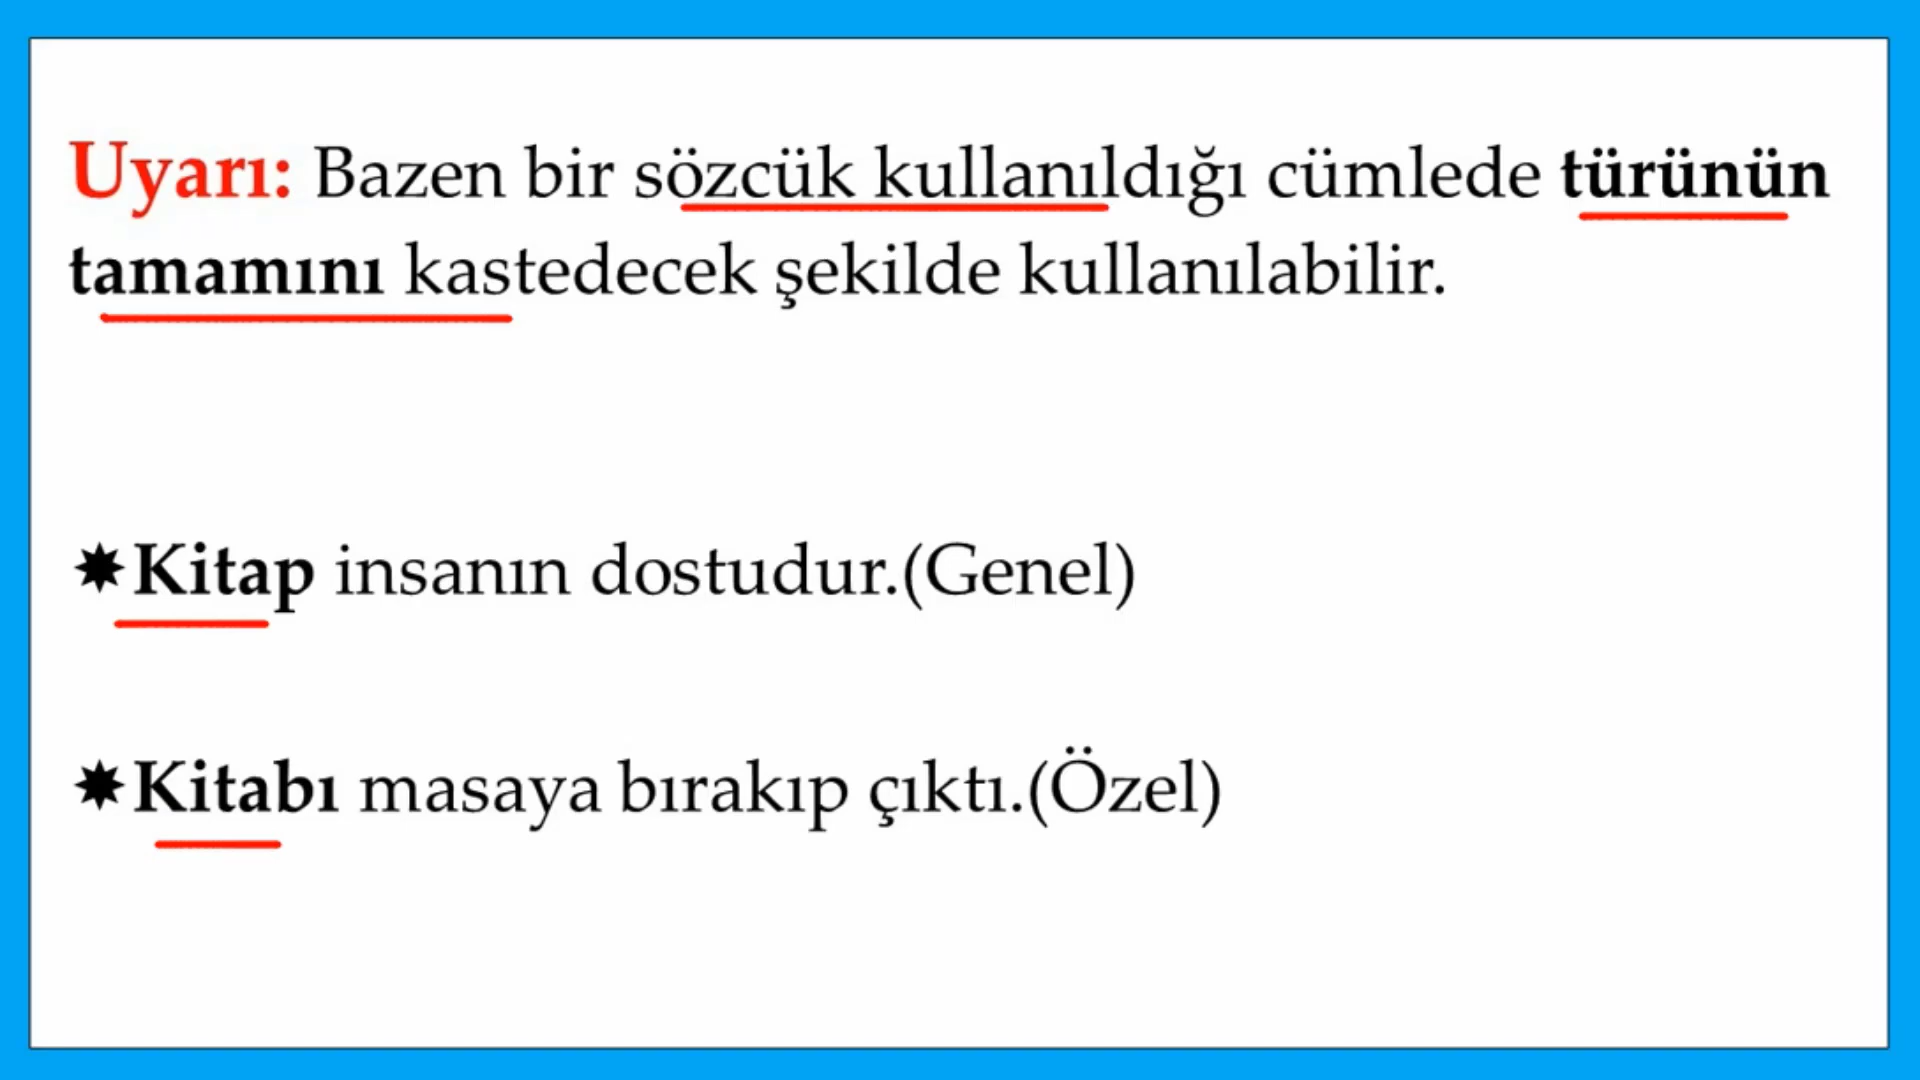 Uyarı: Bazen bir sözcük kullanıldığı cümlede türünün
tamamını kastedecek şekilde kullanılabilir.
✸Kitap insanın dostudur.(Genel)
✸Kitabı masaya bırakıp çıktı.(Özel)